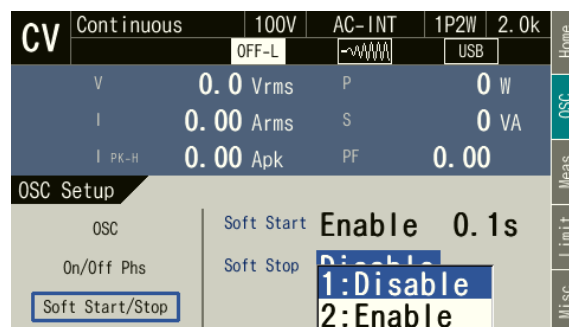 CV Continuous 100V AC-INT 1P2W 2.0k
OFF-L USB
V 0.0 Vrms P 0 W
I 0.00 Arms S 0 VA
I PK-H 0.00 Apk PF 0.00
OSC Setup
OSC
On/Off Phs
Soft Start/Stop
Soft Start Enable 0.1s
Soft Stop Disable
1:Disable
2:Enable
Home
OSC
Meas
Limit
Misc